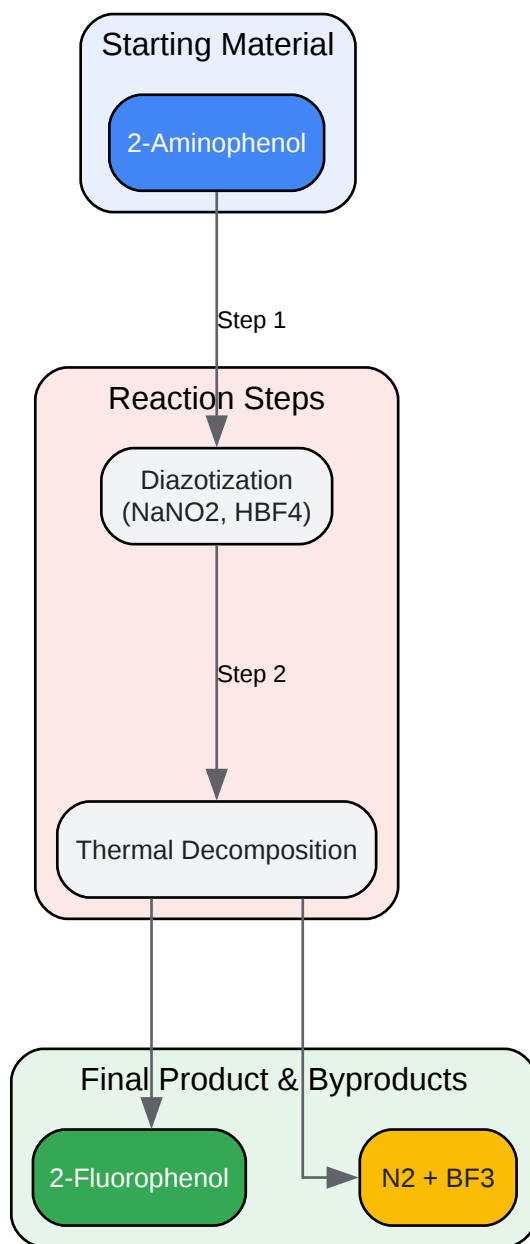 Starting Material
2-Aminophenol
Step 1
Reaction Steps
Diazotization
(NaNO2, HBF4)
Step 2
Thermal Decomposition
Final Product & Byproducts
2-Fluorophenol
N2 + BF3